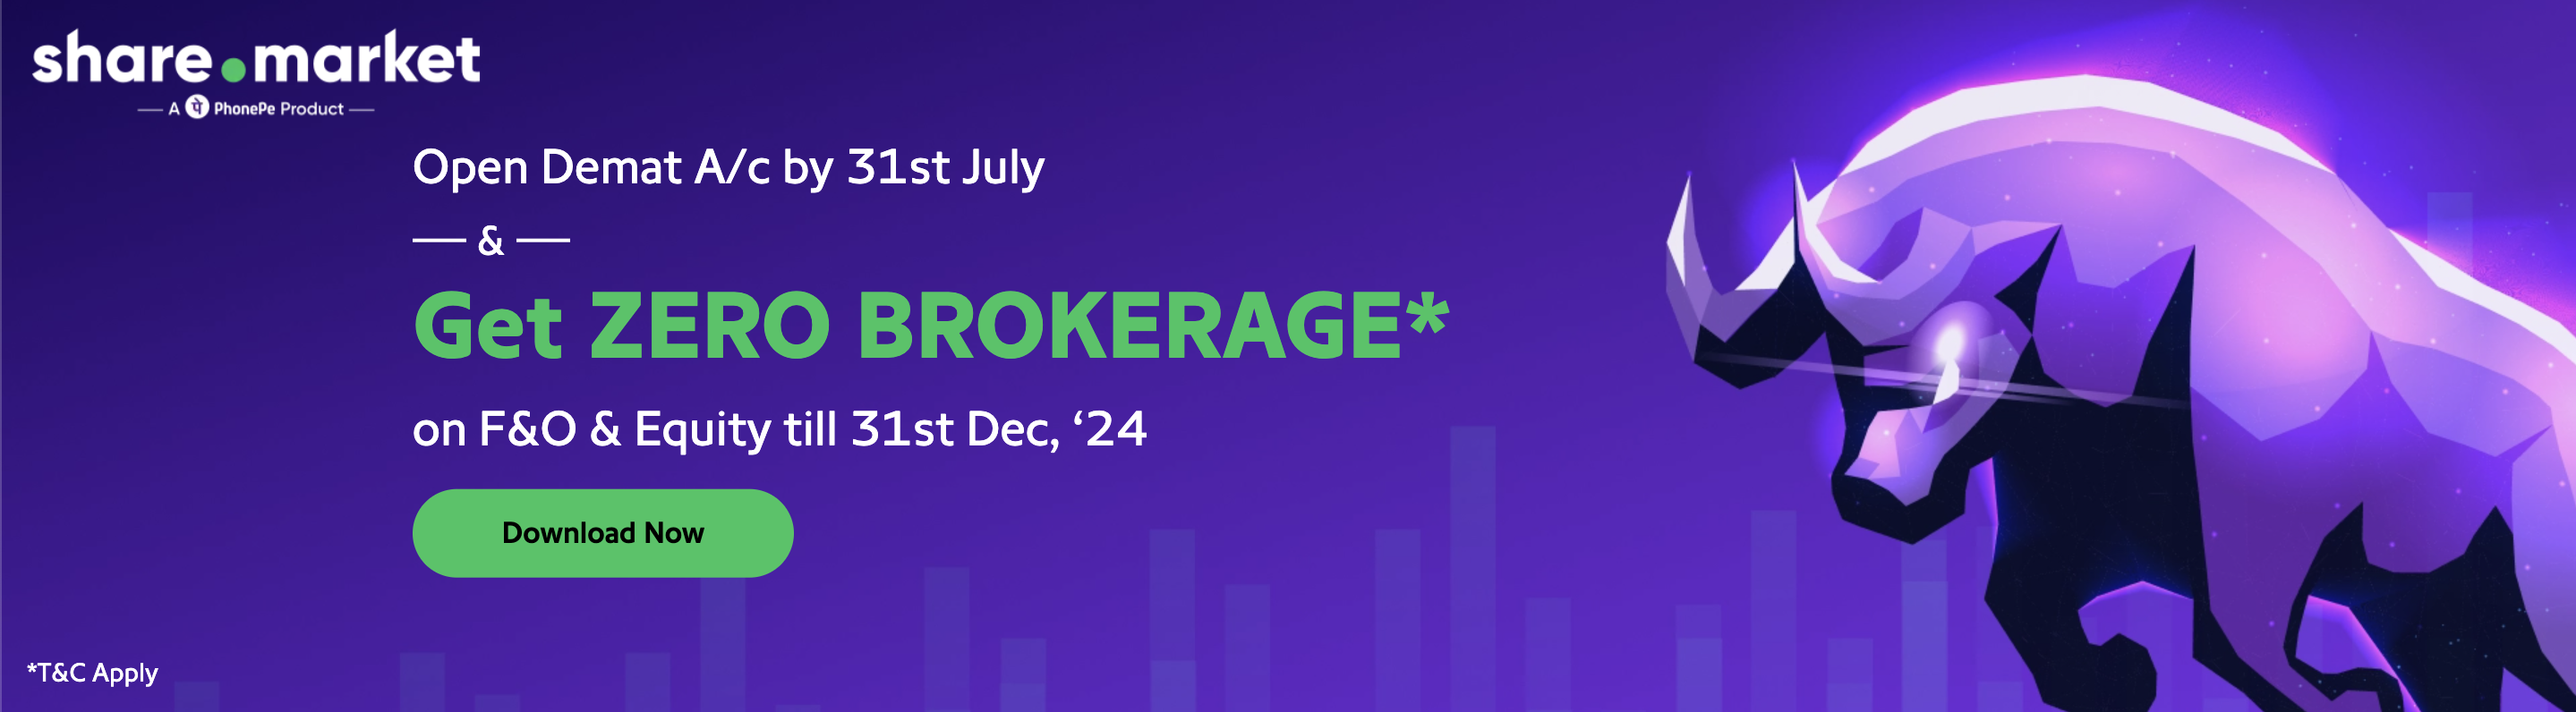 share.market
A पे PhonePe Product
Open Demat A/c by 31st July
&
Get ZERO BROKERAGE*
on F&O & Equity till 31st Dec, ‘24
Download Now
*T&C Apply